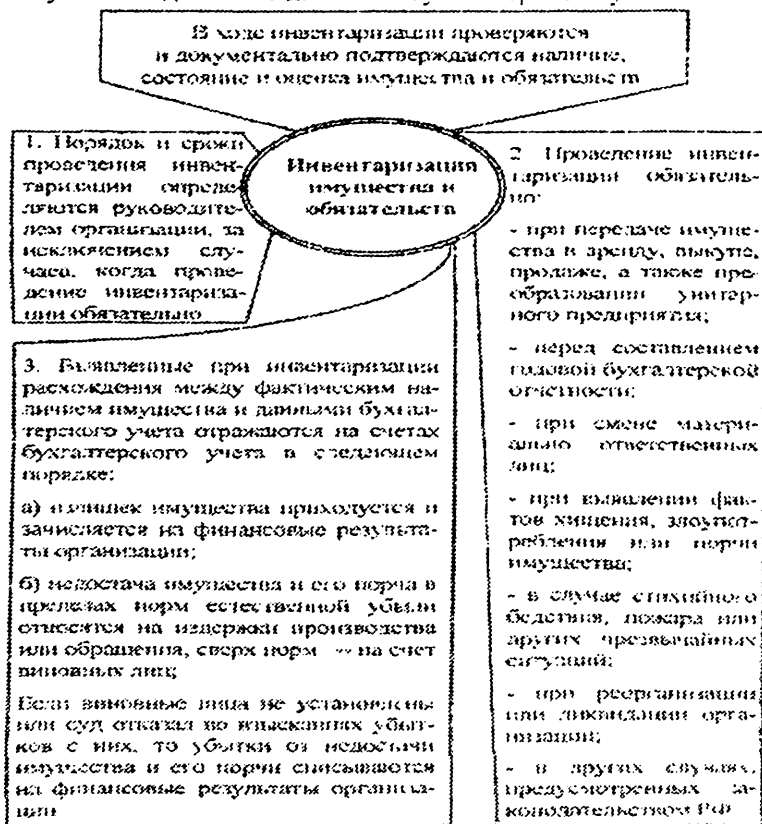 В ходе инвентаризации проверяются
и документально подтверждаются наличие,
состояние и оценка имущества и обязательств
Инвентаризация
имущества и
обязательств
1. Порядок и сроки
проведения инвен-
таризации опреде-
ляются руководите-
лем организации, за
исключением слу-
чаев, когда прове-
дение инвентариза-
ции обязательно
2 Проведение инвен-
таризации обязатель-
но:
- при передаче имуще-
ства в аренду, выкупе,
продаже, а также пре-
образовании унитар-
ного предприятия;
- перед составлением
годовой бухгалтерской
отчетности;
- при смене матери-
ально ответственных
лиц;
- при выявлении фак-
тов хищения, злоупот-
ребления или порчи
имущества;
- в случае стихийного
бедствия, пожара или
других чрезвычайных
ситуаций;
- при реорганизации
или ликвидации орга-
низации;
- в других случаях,
предусмотренных за-
конодательством РФ
3. Выявленные при инвентаризации
расхождения между фактическим на-
личием имущества и данными бухгал-
терского учета отражаются на счетах
бухгалтерского учета в следующем
порядке:
а) излишек имущества приходуется и
зачисляется на финансовые результа-
ты организации;
б) недостача имущества и его порча в
пределах норм естественной убыли
относятся на издержки производства
или обращения, сверх норм – на счет
виновных лиц;
Если виновные лица не установлены
или суд отказал во взысканиях убыт-
ков с них, то убытки от недостачи
имущества и его порчи списываются
на финансовые результаты организа-
ции